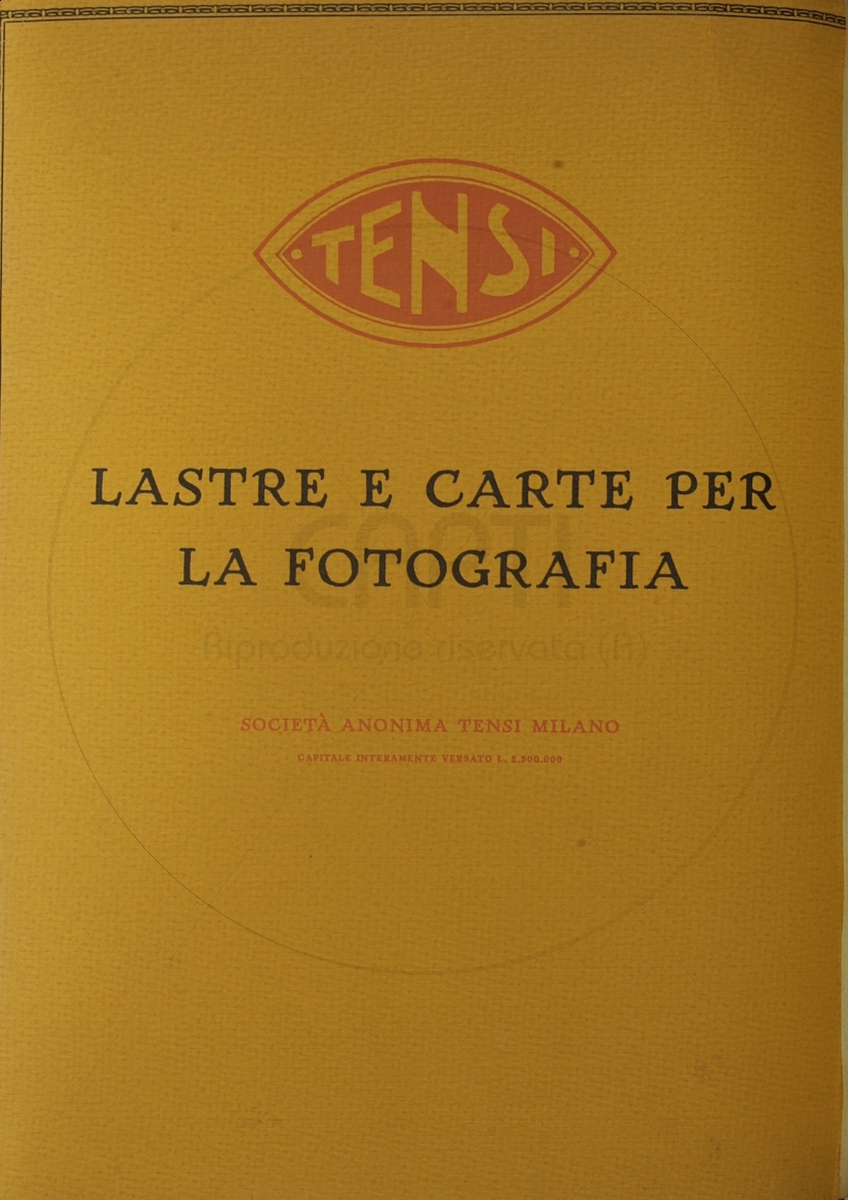 TENSI
LASTRE E CARTE PER
LA FOTOGRAFIA
CAPTI
Riproduzione riservata (R)
SOCIETÀ ANONIMA TENSI MILANO
CAPITALE INTERAMENTE VERSATO L.